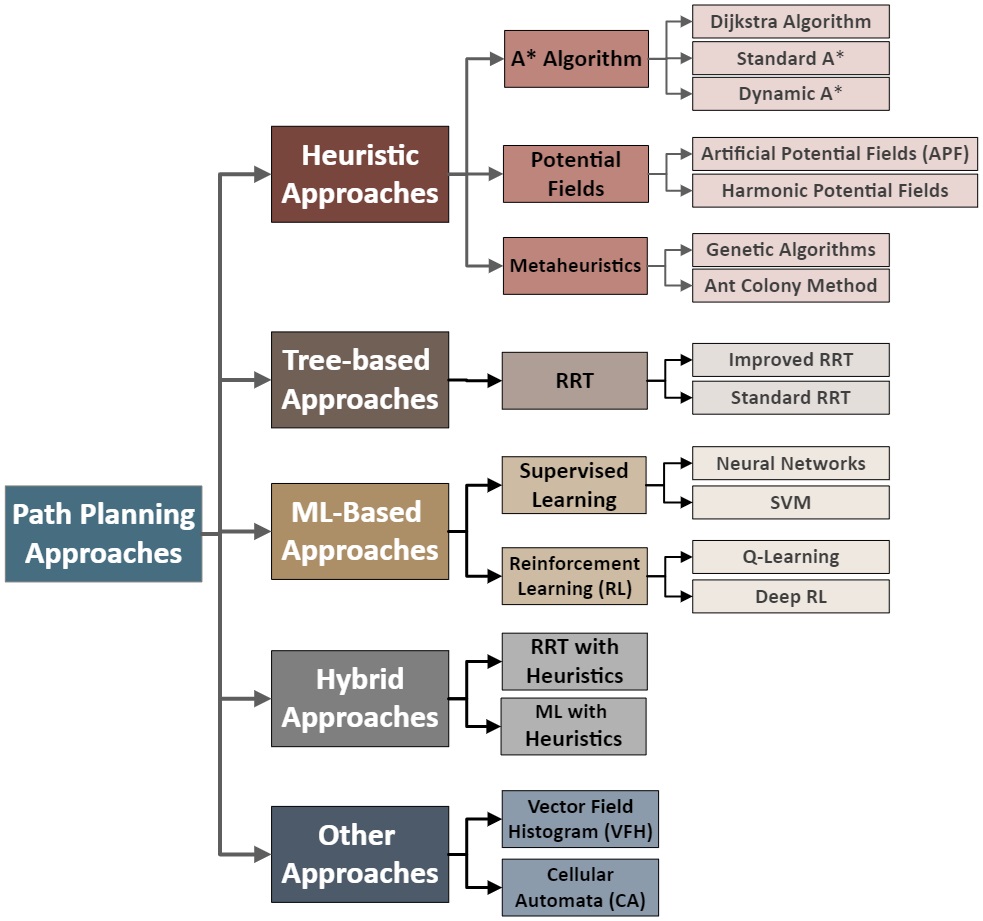 Path Planning
Approaches
Heuristic
Approaches
A* Algorithm
Dijkstra Algorithm
Standard A*
Dynamic A*
Potential
Fields
Artificial Potential Fields (APF)
Harmonic Potential Fields
Metaheuristics
Genetic Algorithms
Ant Colony Method
Tree-based
Approaches
RRT
Improved RRT
Standard RRT
ML-Based
Approaches
Supervised
Learning
Neural Networks
SVM
Reinforcement
Learning (RL)
Q-Learning
Deep RL
Hybrid
Approaches
RRT with
Heuristics
ML with
Heuristics
Other
Approaches
Vector Field
Histogram (VFH)
Cellular
Automata (CA)